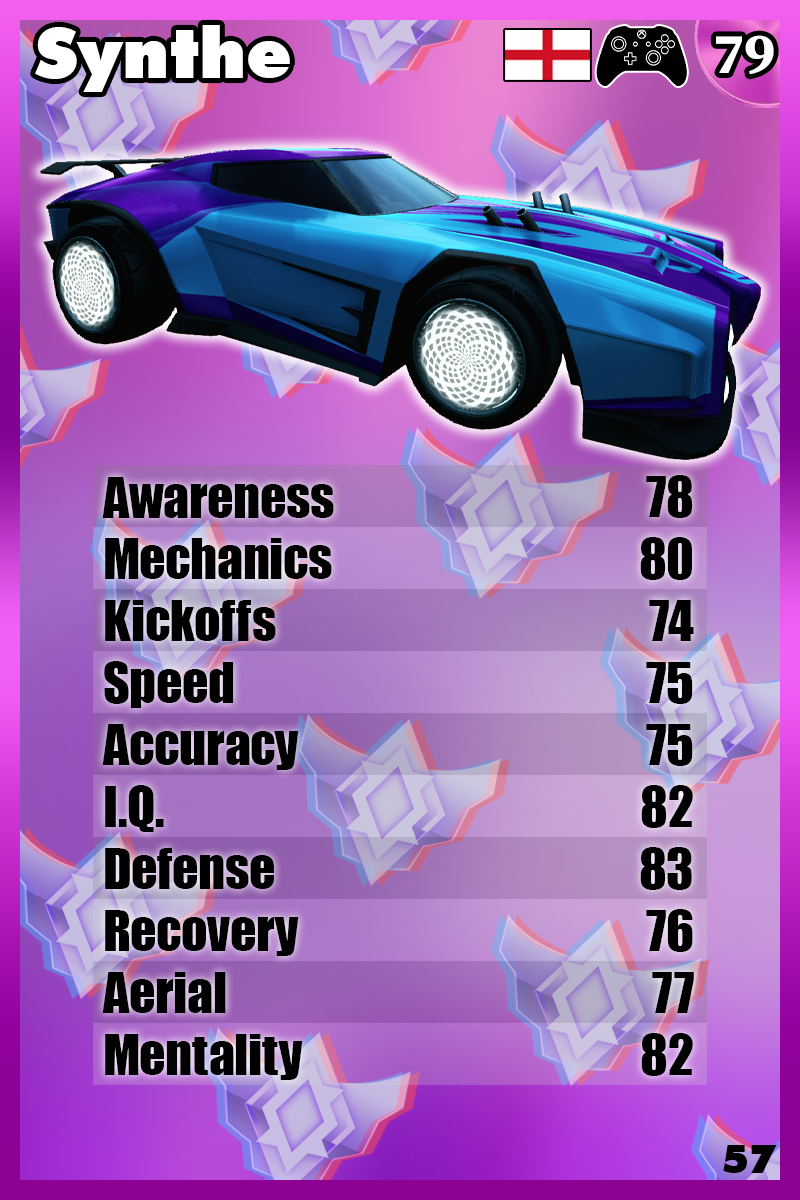 Synthe 79
Awareness 78
Mechanics 80
Kickoffs 74
Speed 75
Accuracy 75
I.Q. 82
Defense 83
Recovery 76
Aerial 77
Mentality 82
57